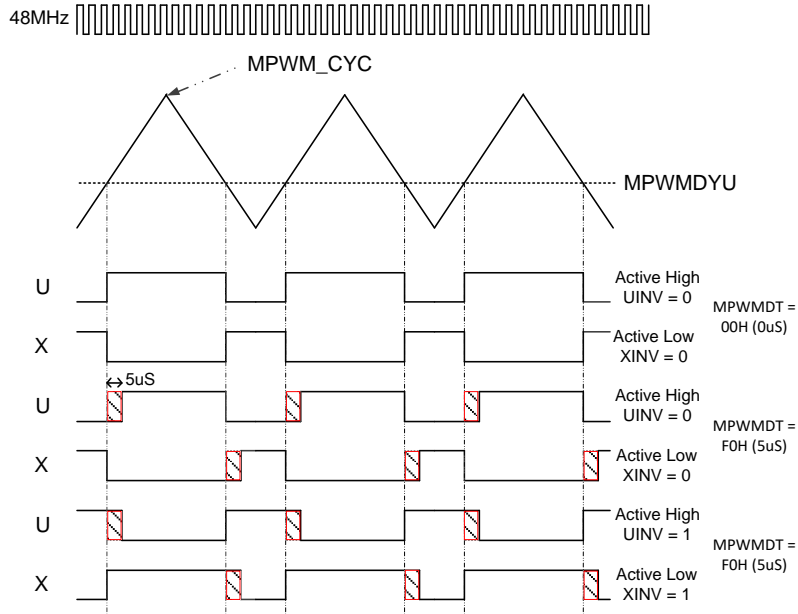 48MHz
MPWM_CYC
MPWMDYU
U
Active High
UINV = 0
X
Active Low
XINV = 0
MPWMDT =
00H (0uS)
5uS
U
Active High
UINV = 0
X
Active Low
XINV = 0
MPWMDT =
F0H (5uS)
U
Active High
UINV = 1
X
Active Low
XINV = 1
MPWMDT =
F0H (5uS)